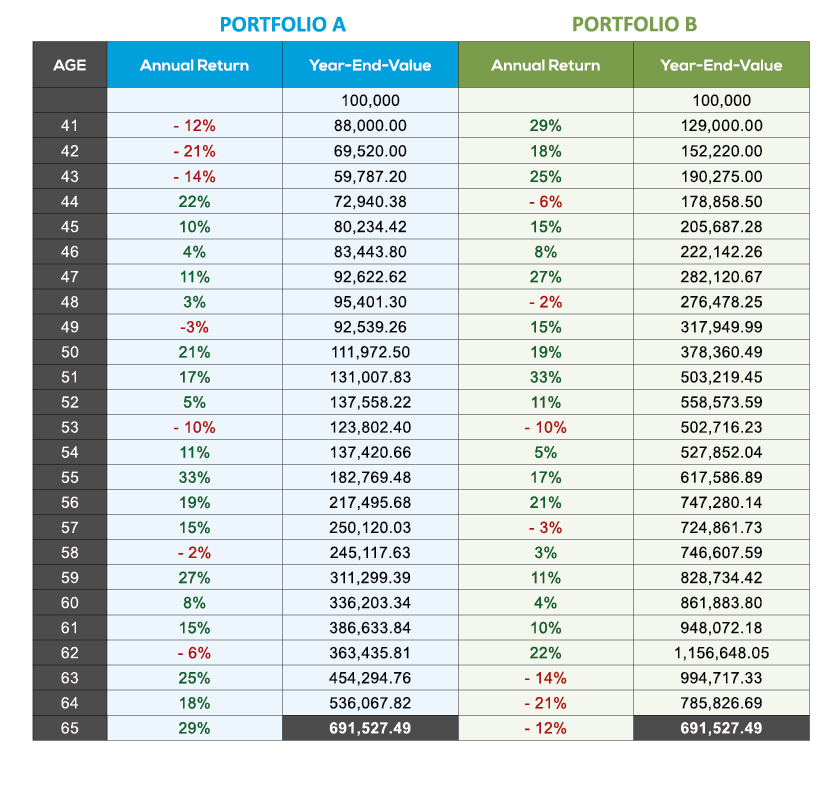 PORTFOLIO A PORTFOLIO B
AGE Annual Return Year-End-Value Annual Return Year-End-Value
100,000 100,000
41 - 12% 88,000.00 29% 129,000.00
42 - 21% 69,520.00 18% 152,220.00
43 - 14% 59,787.20 25% 190,275.00
44 22% 72,940.38 - 6% 178,858.50
45 10% 80,234.42 15% 205,687.28
46 4% 83,443.80 8% 222,142.26
47 11% 92,622.62 27% 282,120.67
48 3% 95,401.30 - 2% 276,478.25
49 -3% 92,539.26 15% 317,949.99
50 21% 111,972.50 19% 378,360.49
51 17% 131,007.83 33% 503,219.45
52 5% 137,558.22 11% 558,573.59
53 - 10% 123,802.40 - 10% 502,716.23
54 11% 137,420.66 5% 527,852.04
55 33% 182,769.48 17% 617,586.89
56 19% 217,495.68 21% 747,280.14
57 15% 250,120.03 - 3% 724,861.73
58 - 2% 245,117.63 3% 746,607.59
59 27% 311,299.39 11% 828,734.42
60 8% 336,203.34 4% 861,883.80
61 15% 386,633.84 10% 948,072.18
62 - 6% 363,435.81 22% 1,156,648.05
63 25% 454,294.76 - 14% 994,717.33
64 18% 536,067.82 - 21% 785,826.69
65 29% 691,527.49 - 12% 691,527.49